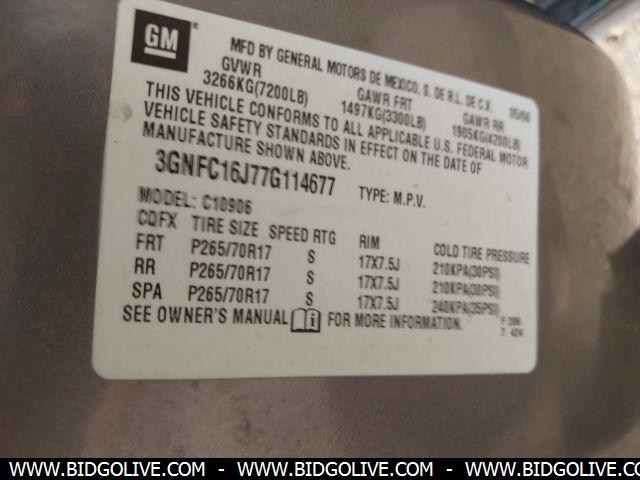 GM
MFD BY GENERAL MOTORS DE MEXICO, S. DE R.L. DE C.V. 05/06
GVWR GAWR FRT GAWR RR
3266KG(7200LB) 1497KG(3300LB) 1905KG(4200LB)
THIS VEHICLE CONFORMS TO ALL APPLICABLE U.S. FEDERAL MOTOR
VEHICLE SAFETY STANDARDS IN EFFECT ON THE DATE OF
MANUFACTURE SHOWN ABOVE.
3GNFC16J77G114677 TYPE: M.P.V.
MODEL: C10906
CQFX TIRE SIZE SPEED RTG RIM COLD TIRE PRESSURE
FRT P265/70R17 S 17X7.5J 210KPA(30PSI)
RR P265/70R17 S 17X7.5J 210KPA(30PSI)
SPA P265/70R17 S 17X7.5J 240KPA(35PSI)
SEE OWNER'S MANUAL i FOR MORE INFORMATION.
WWW.BIDGOLIVE.COM - WWW.BIDGOLIVE.COM - WWW.BIDGOLIVE.COM